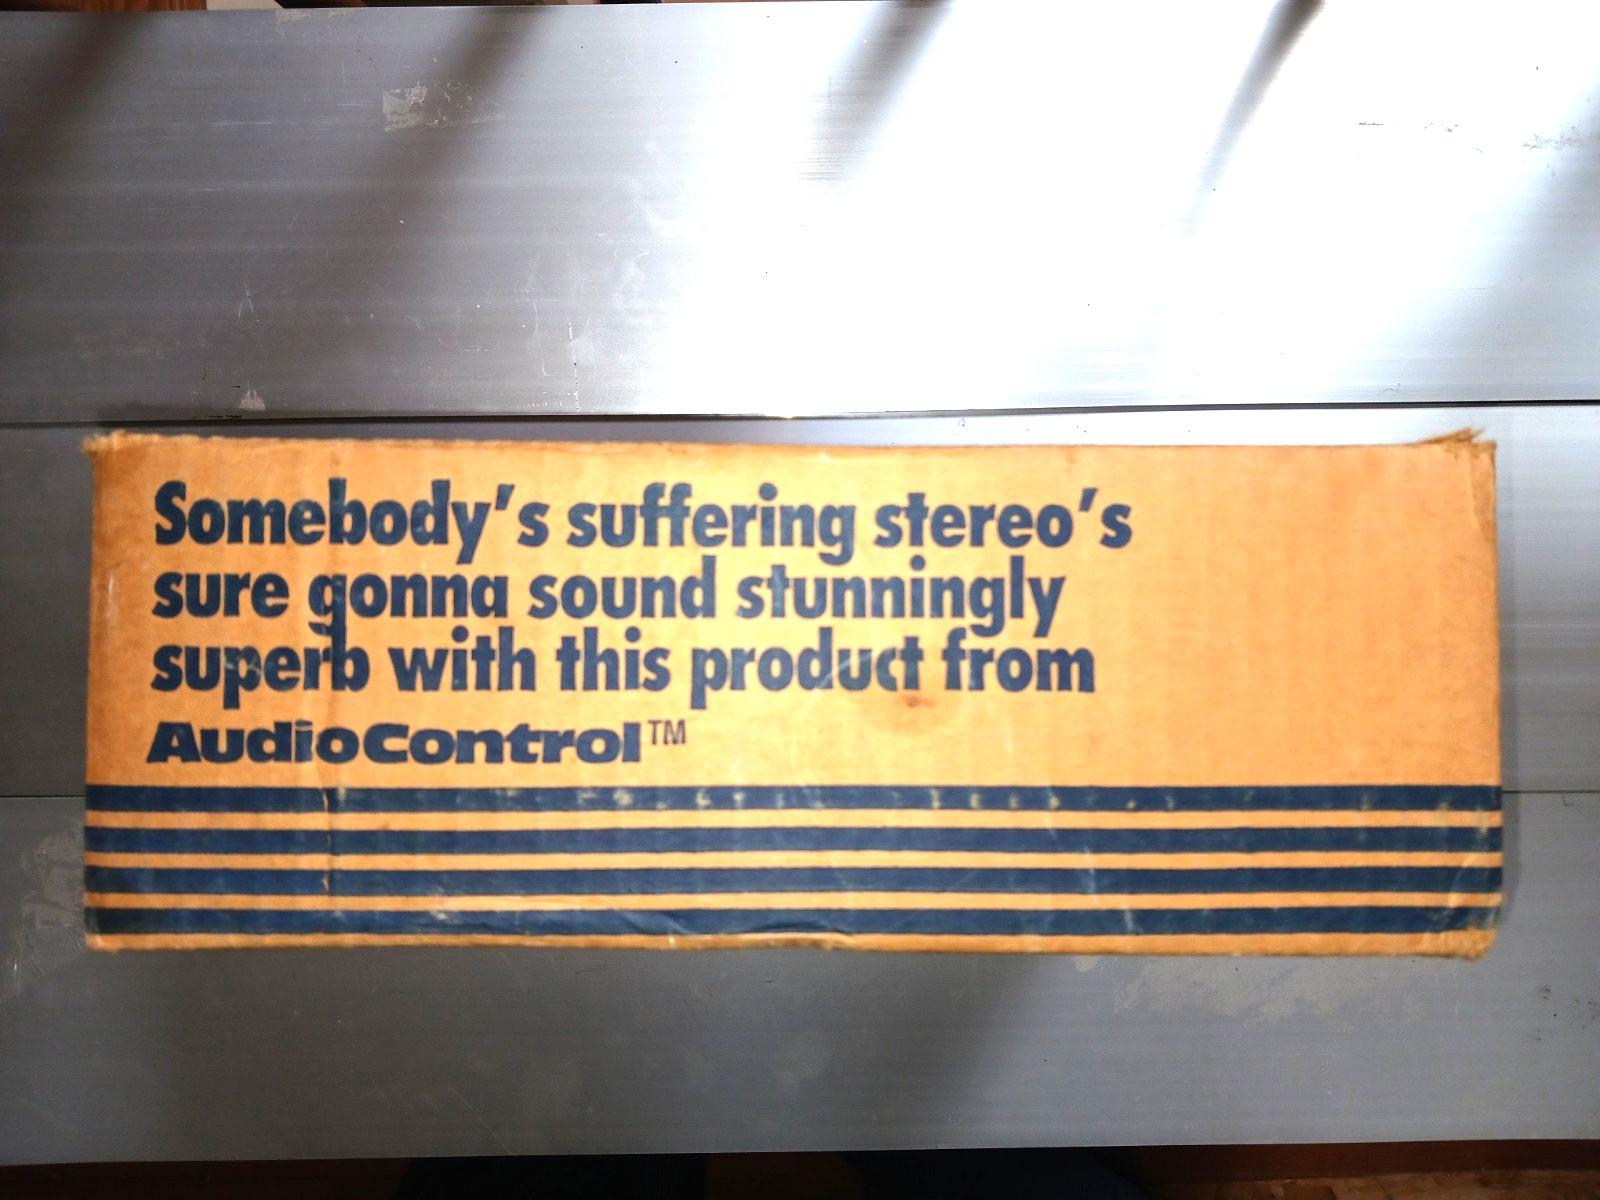 Somebody's suffering stereo's
sure gonna sound stunningly
superb with this product from
AudioControl™